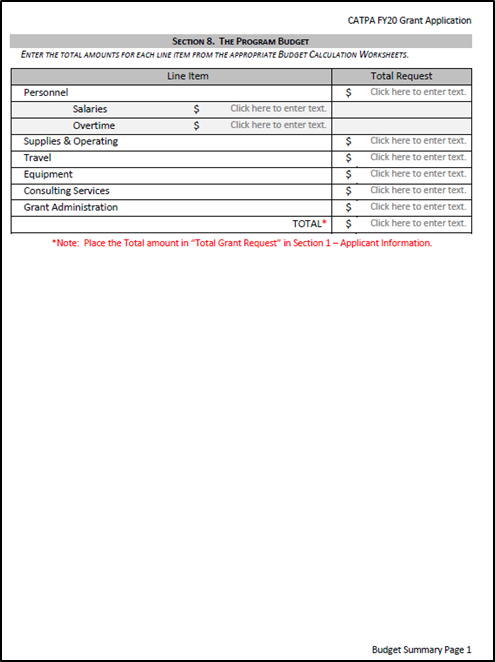 CATPA FY20 Grant Application
SECTION 8. THE PROGRAM BUDGET
ENTER THE TOTAL AMOUNTS FOR EACH LINE ITEM FROM THE APPROPRIATE BUDGET CALCULATION WORKSHEETS.
Line Item Total Request
Personnel $ Click here to enter text.
Salaries $ Click here to enter text.
Overtime $ Click here to enter text.
Supplies & Operating $ Click here to enter text.
Travel $ Click here to enter text.
Equipment $ Click here to enter text.
Consulting Services $ Click here to enter text.
Grant Administration $ Click here to enter text.
TOTAL* $ Click here to enter text.
*Note: Place the Total amount in “Total Grant Request” in Section 1 – Applicant Information.
Budget Summary Page 1